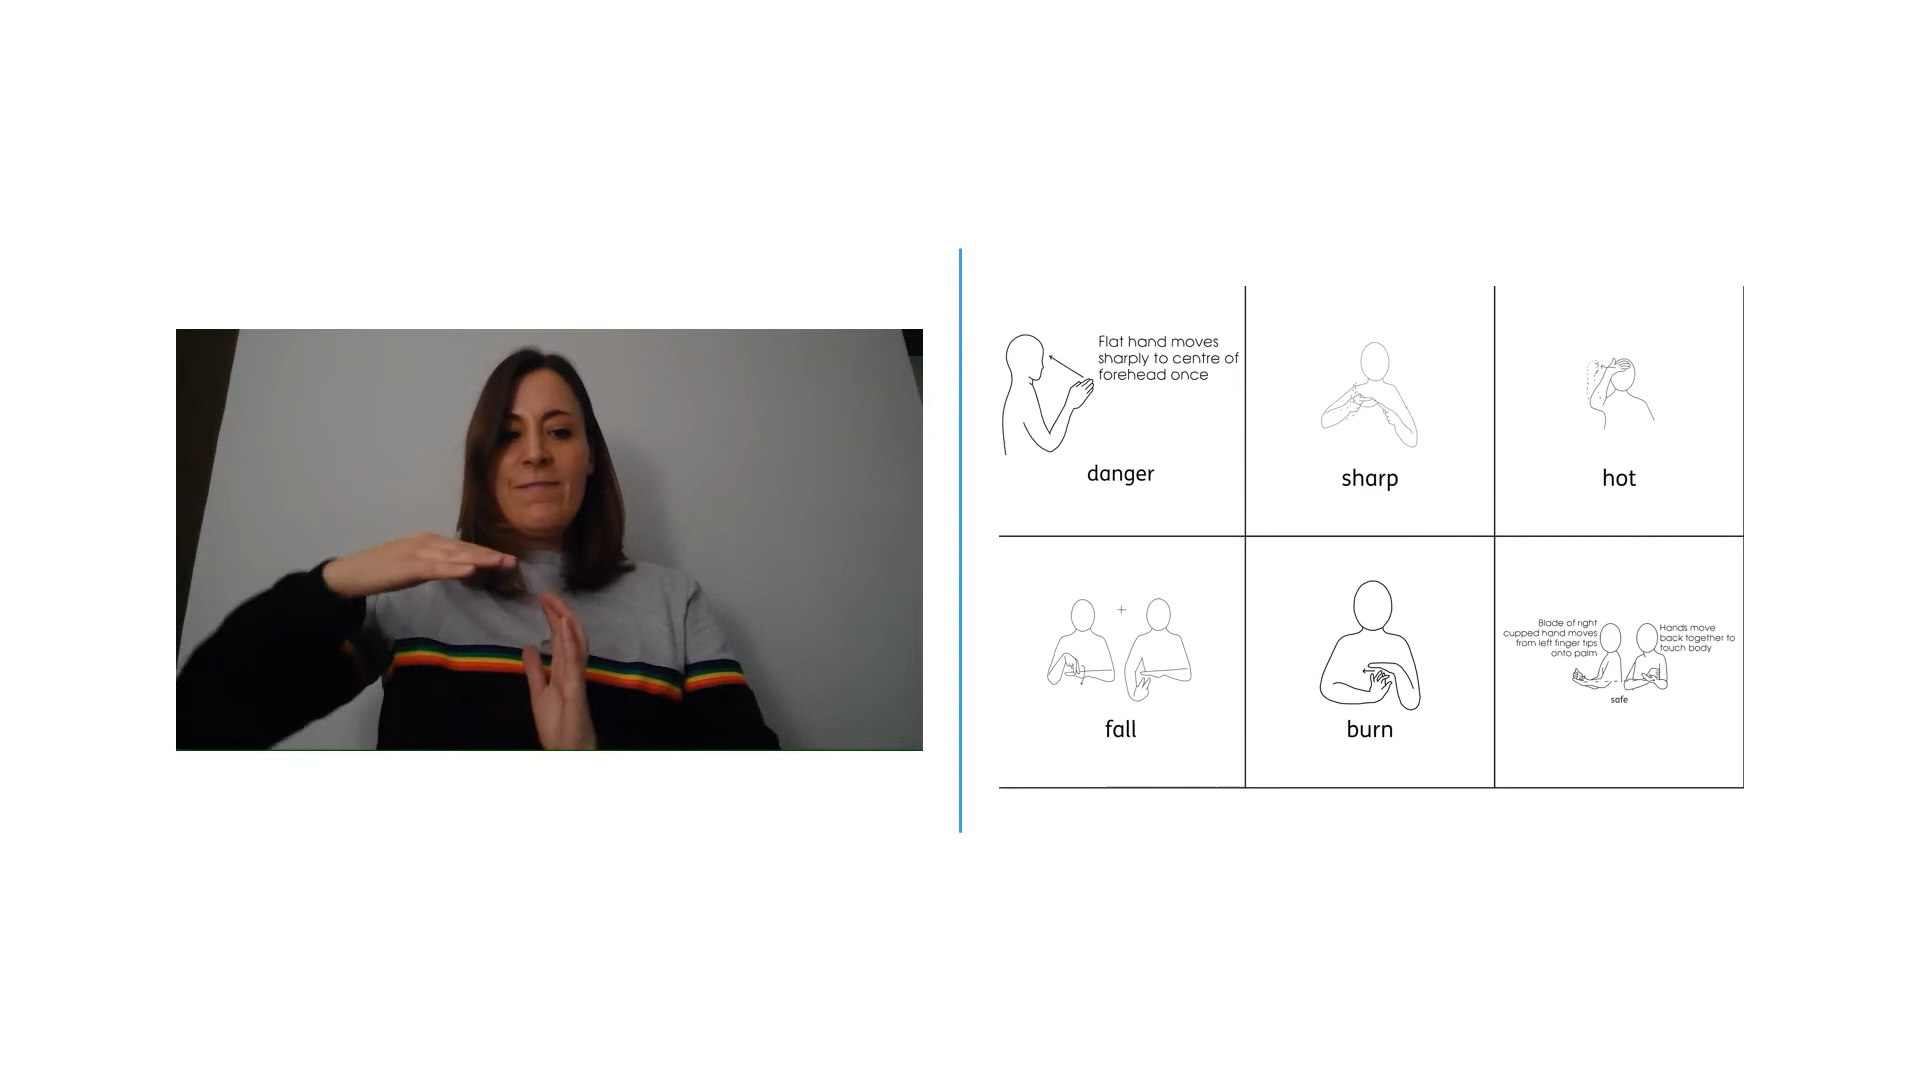 Flat hand moves
sharply to centre of
forehead once
danger
sharp
hot
+
fall
burn
Blade of right
cupped hand moves
from left finger tips
onto palm
Hands move
back together to
touch body
safe